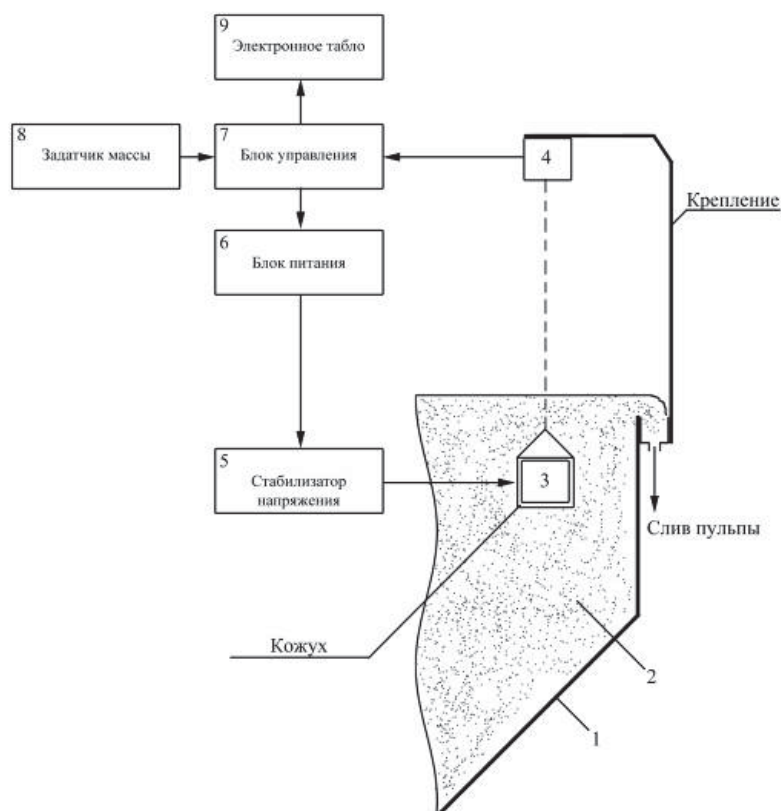 9
Электронное табло
8
Задатчик массы
7
Блок управления
4
Крепление
6
Блок питания
5
Стабилизатор
напряжения
3
Слив пульпы
Кожух
2
1